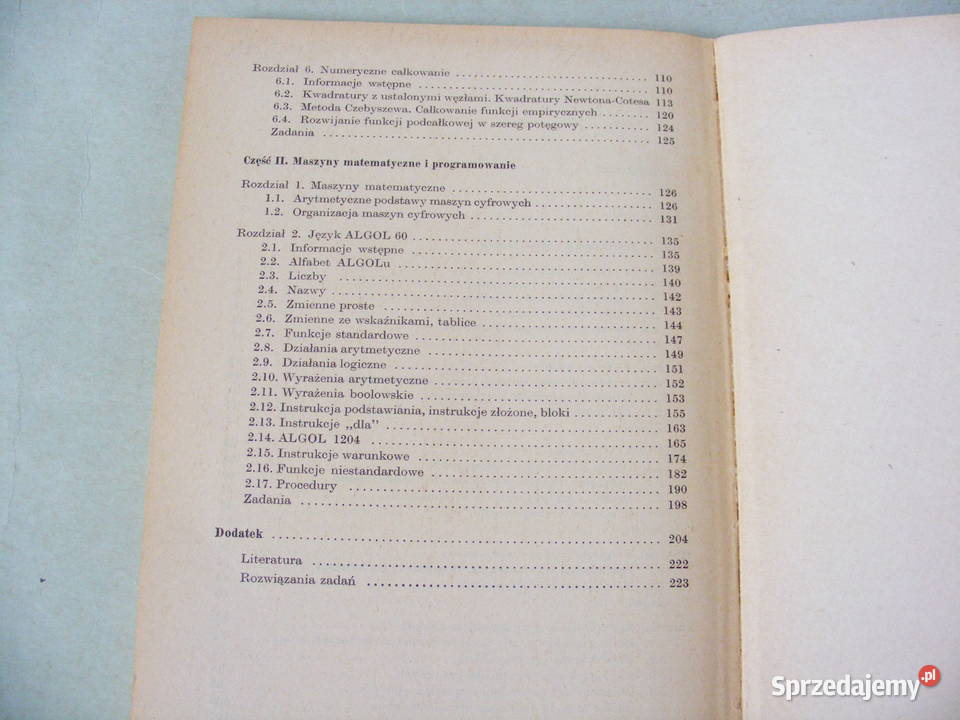 Rozdział 6. Numeryczne całkowanie ........ 110
6.1. Informacje wstępne ........ 110
6.2. Kwadratury z ustalonymi węzłami. Kwadratury Newtona-Cotesa 113
6.3. Metoda Czebyszewa. Całkowanie funkcji empirycznych ........ 120
6.4. Rozwijanie funkcji podcałkowej w szereg potęgowy ........ 124
Zadania ........ 125
Część II. Maszyny matematyczne i programowanie
Rozdział 1. Maszyny matematyczne ........ 126
1.1. Arytmetyczne podstawy maszyn cyfrowych ........ 126
1.2. Organizacja maszyn cyfrowych ........ 131
Rozdział 2. Język ALGOL 60 ........ 135
2.1. Informacje wstępne ........ 135
2.2. Alfabet ALGOLu ........ 139
2.3. Liczby ........ 140
2.4. Nazwy ........ 142
2.5. Zmienne proste ........ 143
2.6. Zmienne ze wskaźnikami, tablice ........ 144
2.7. Funkcje standardowe ........ 147
2.8. Działania arytmetyczne ........ 149
2.9. Działania logiczne ........ 151
2.10. Wyrażenia arytmetyczne ........ 152
2.11. Wyrażenia boolowskie ........ 153
2.12. Instrukcja podstawiania, instrukcje złożone, bloki ........ 155
2.13. Instrukcje „dla” ........ 163
2.14. ALGOL 1204 ........ 165
2.15. Instrukcje warunkowe ........ 174
2.16. Funkcje niestandardowe ........ 182
2.17. Procedury ........ 190
Zadania ........ 198
Dodatek ........ 204
Literatura ........ 222
Rozwiązania zadań ........ 223
Sprzedajemy.pl